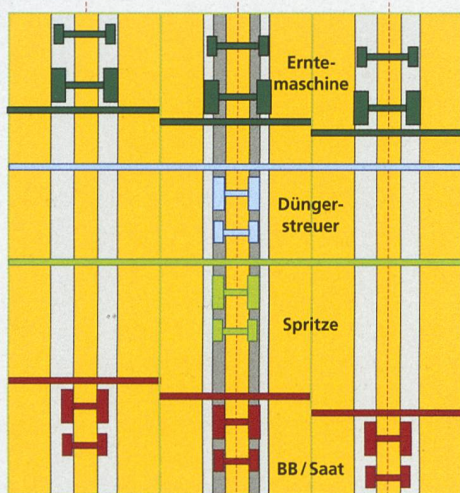 Ernte-
maschine
Dünger-
streuer
Spritze
BB / Saat